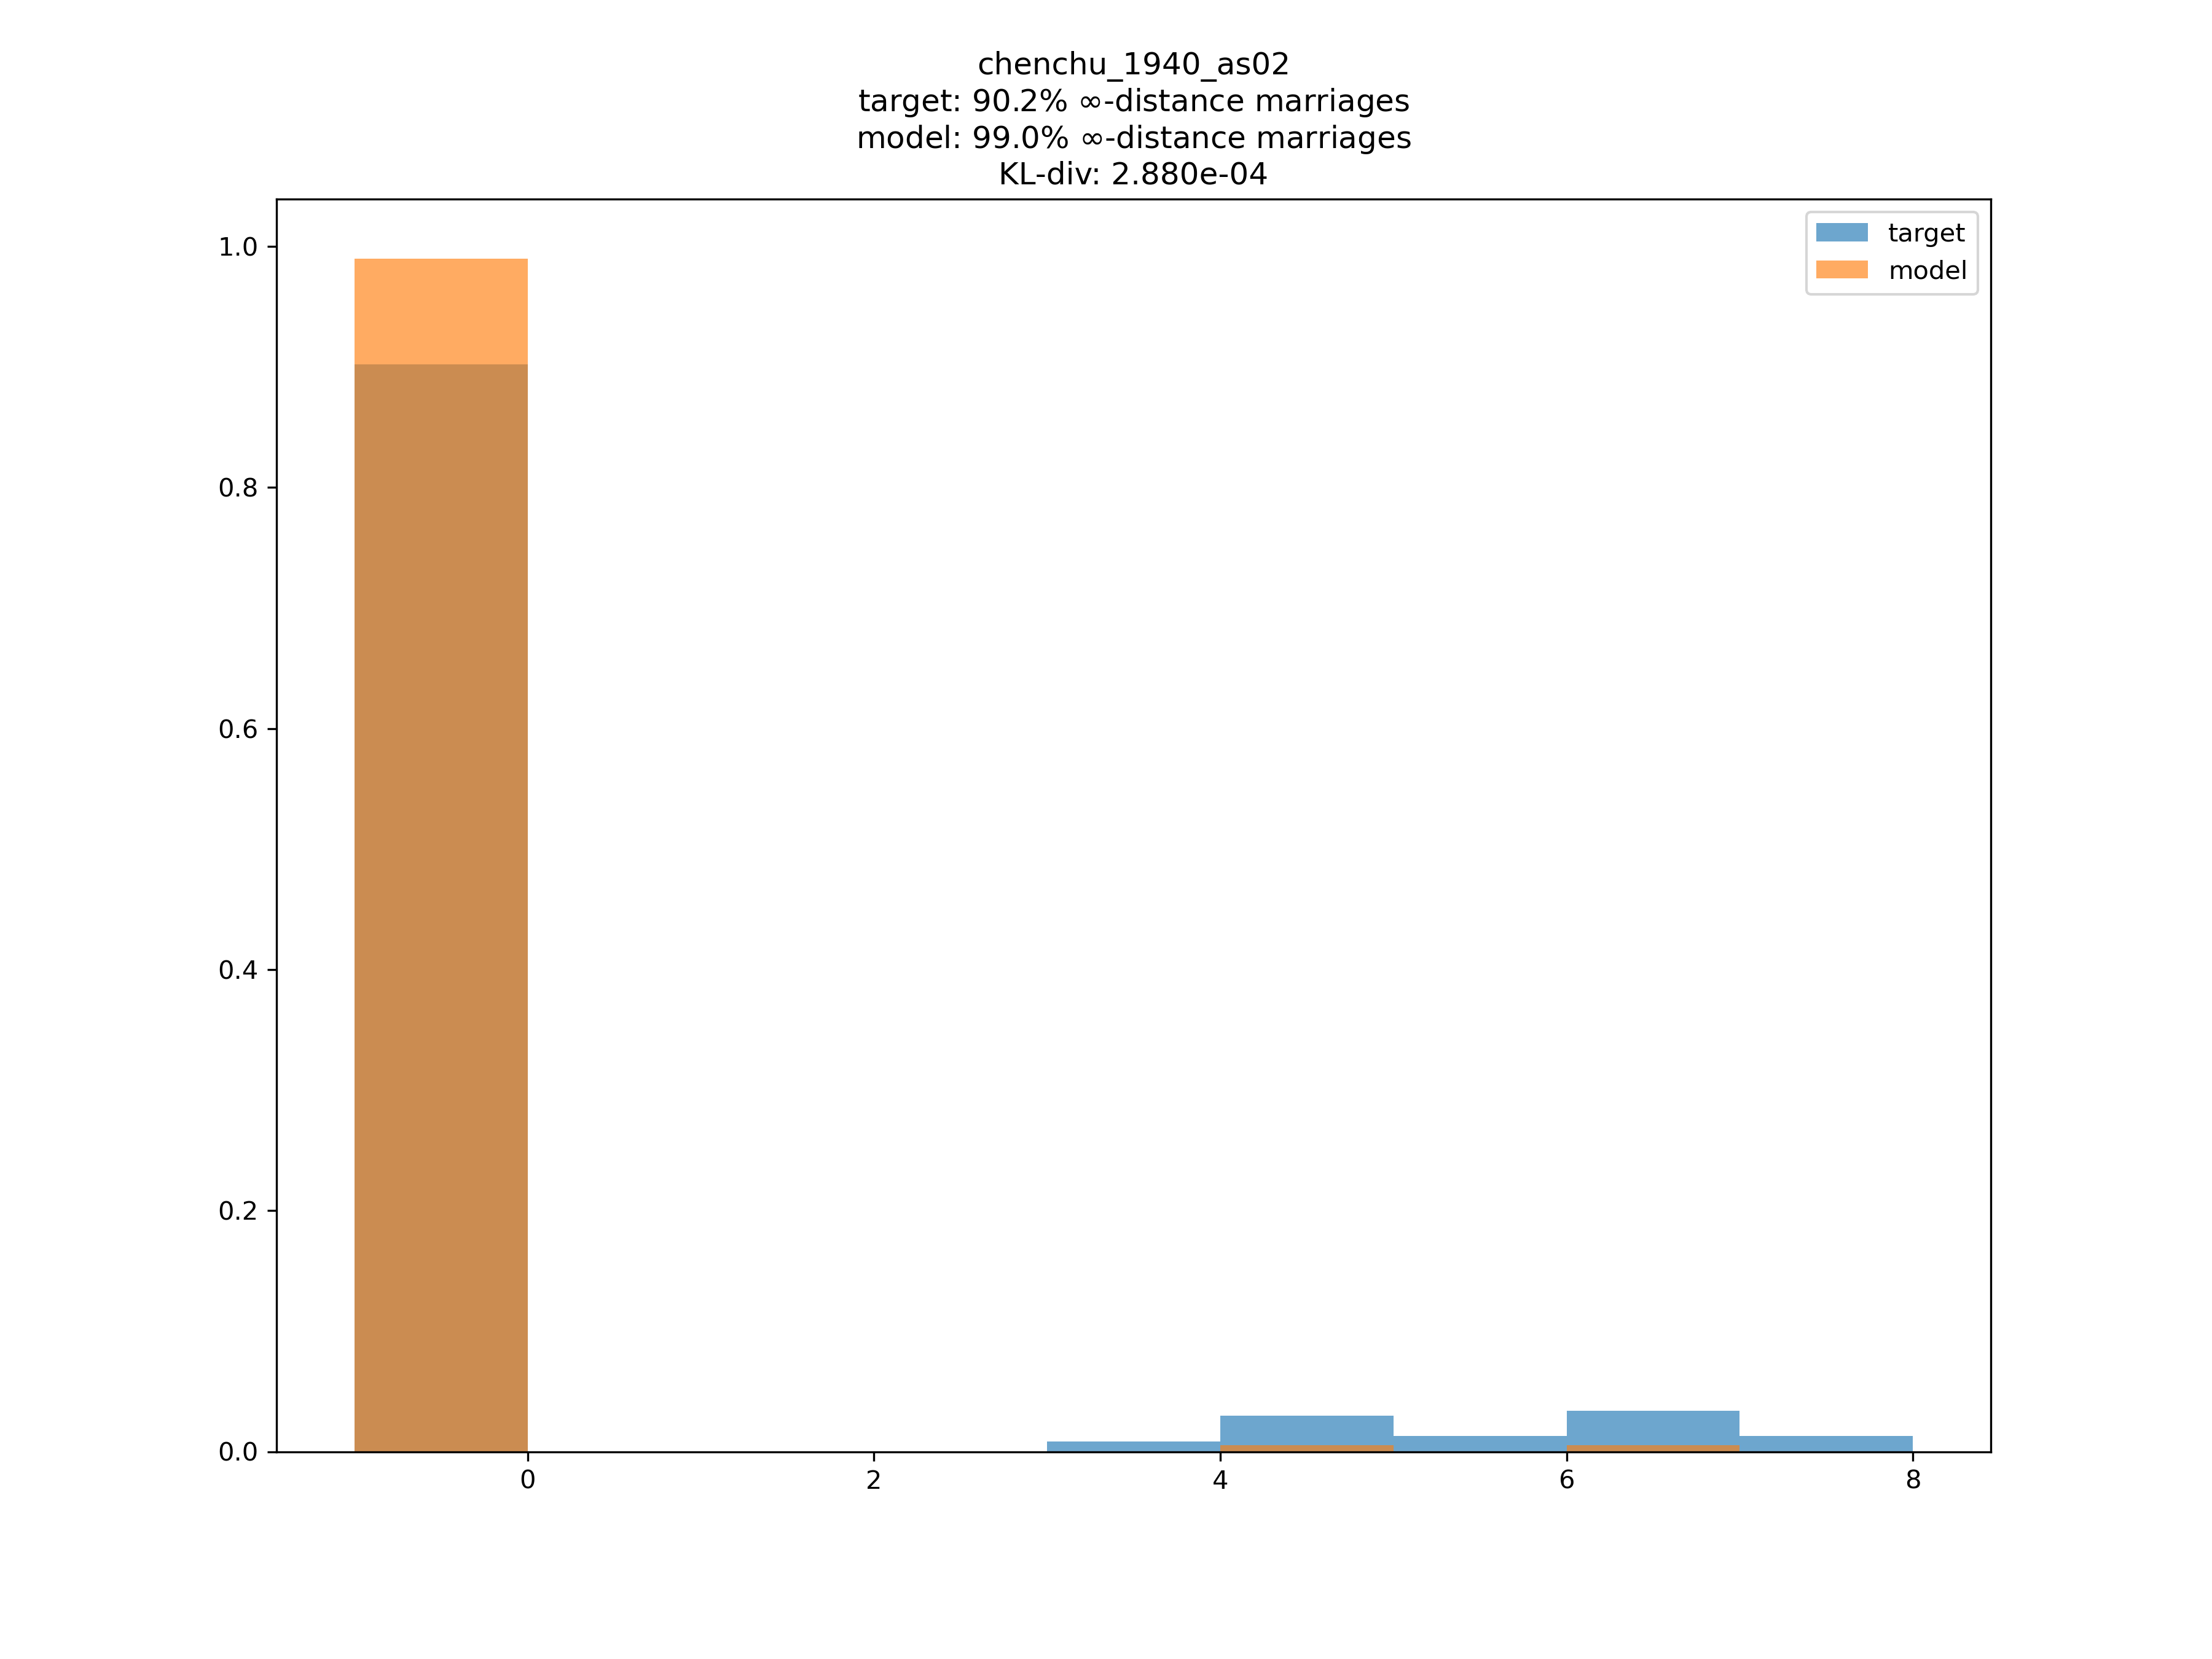 chenchu_1940_as02
target: 90.2% ∞-distance marriages
model: 99.0% ∞-distance marriages
KL-div: 2.880e-04
target
model
1.0
0.8
0.6
0.4
0.2
0.0
0 2 4 6 8